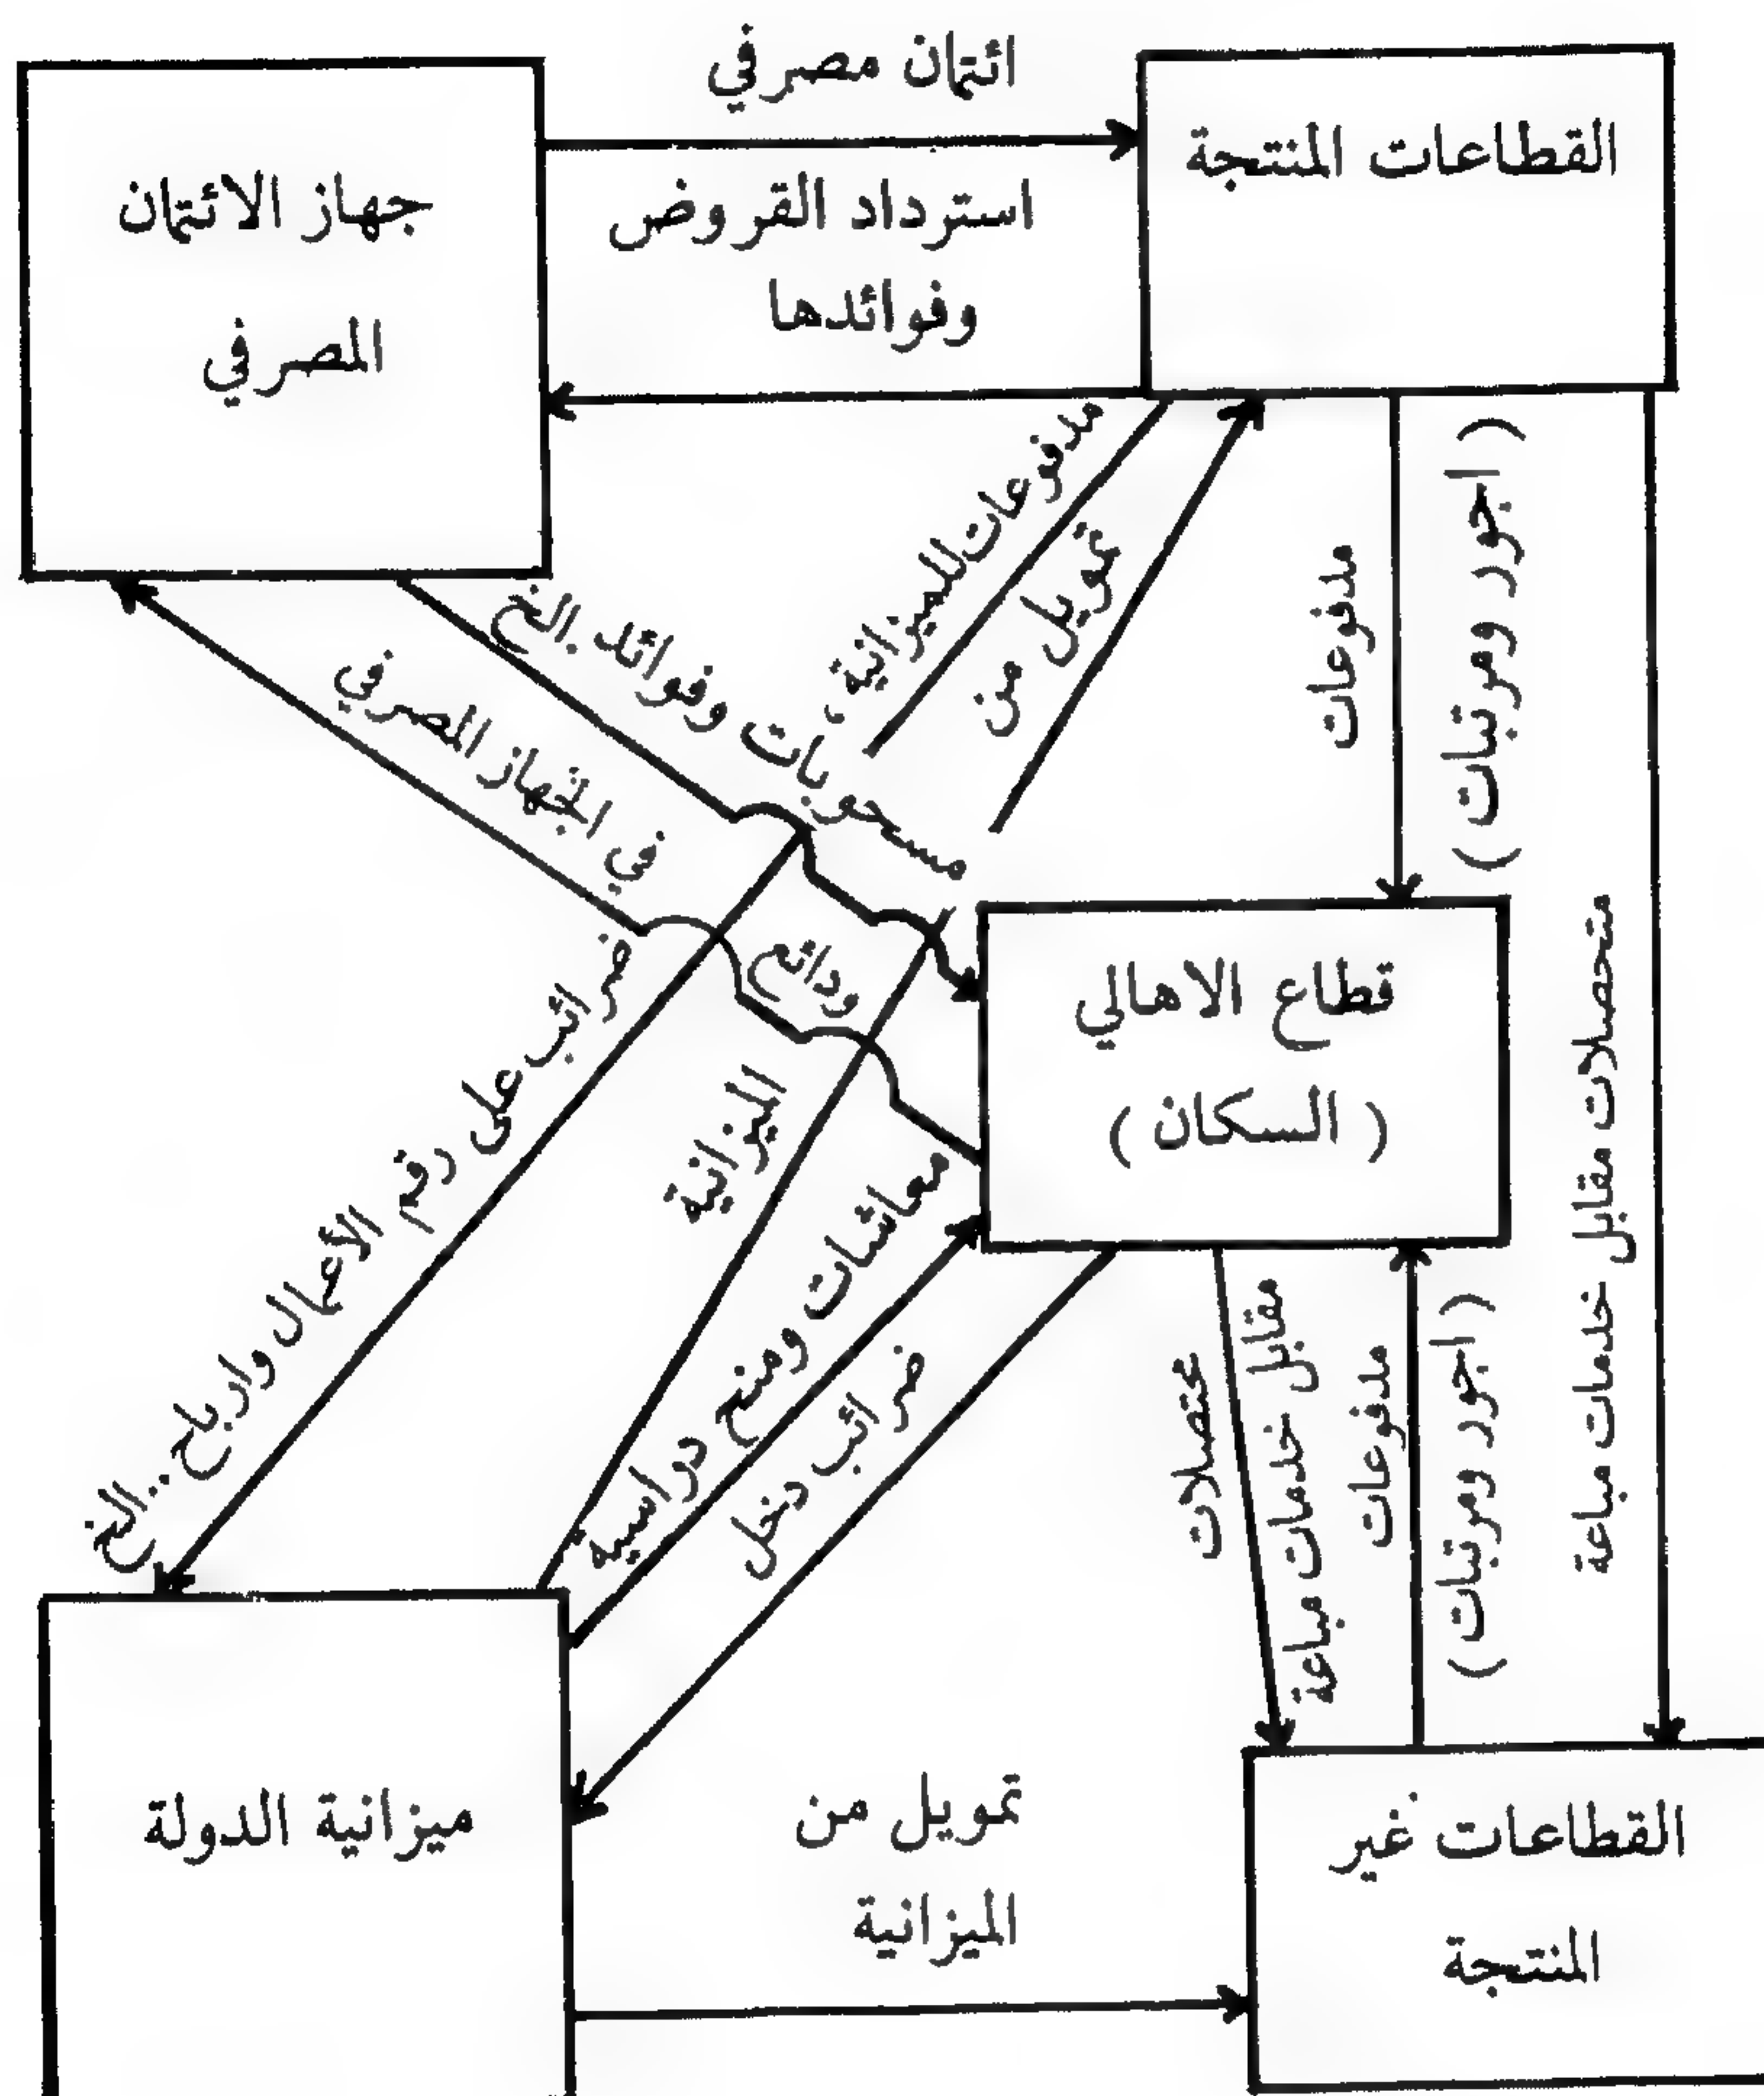 ائتمان مصرفي
القطاعات المنتجة
جهاز الائتمان
المصرفي
استرداد القروض
وفوائدها
مدفوعات للميزانية ،
تمويل من
مدفوعات
( اجور ومرتبات )
مسحوبات وفوائد .. الخ
في الجهاز المصرفي
ودائع
ضرائب على رقم الأعمال وارباح .. الخ
الميزانية
قطاع الاهالي
( السكان )
متحصلات مقابل خدمات مباعة
معاشات ومنح دراسية
ضرائب دخل
محتصلات
مقابل خدمات مباعة
مدفوعات
( اجور ومرتبات )
ميزانية الدولة
تمويل من
الميزانية
القطاعات غير
المنتجة